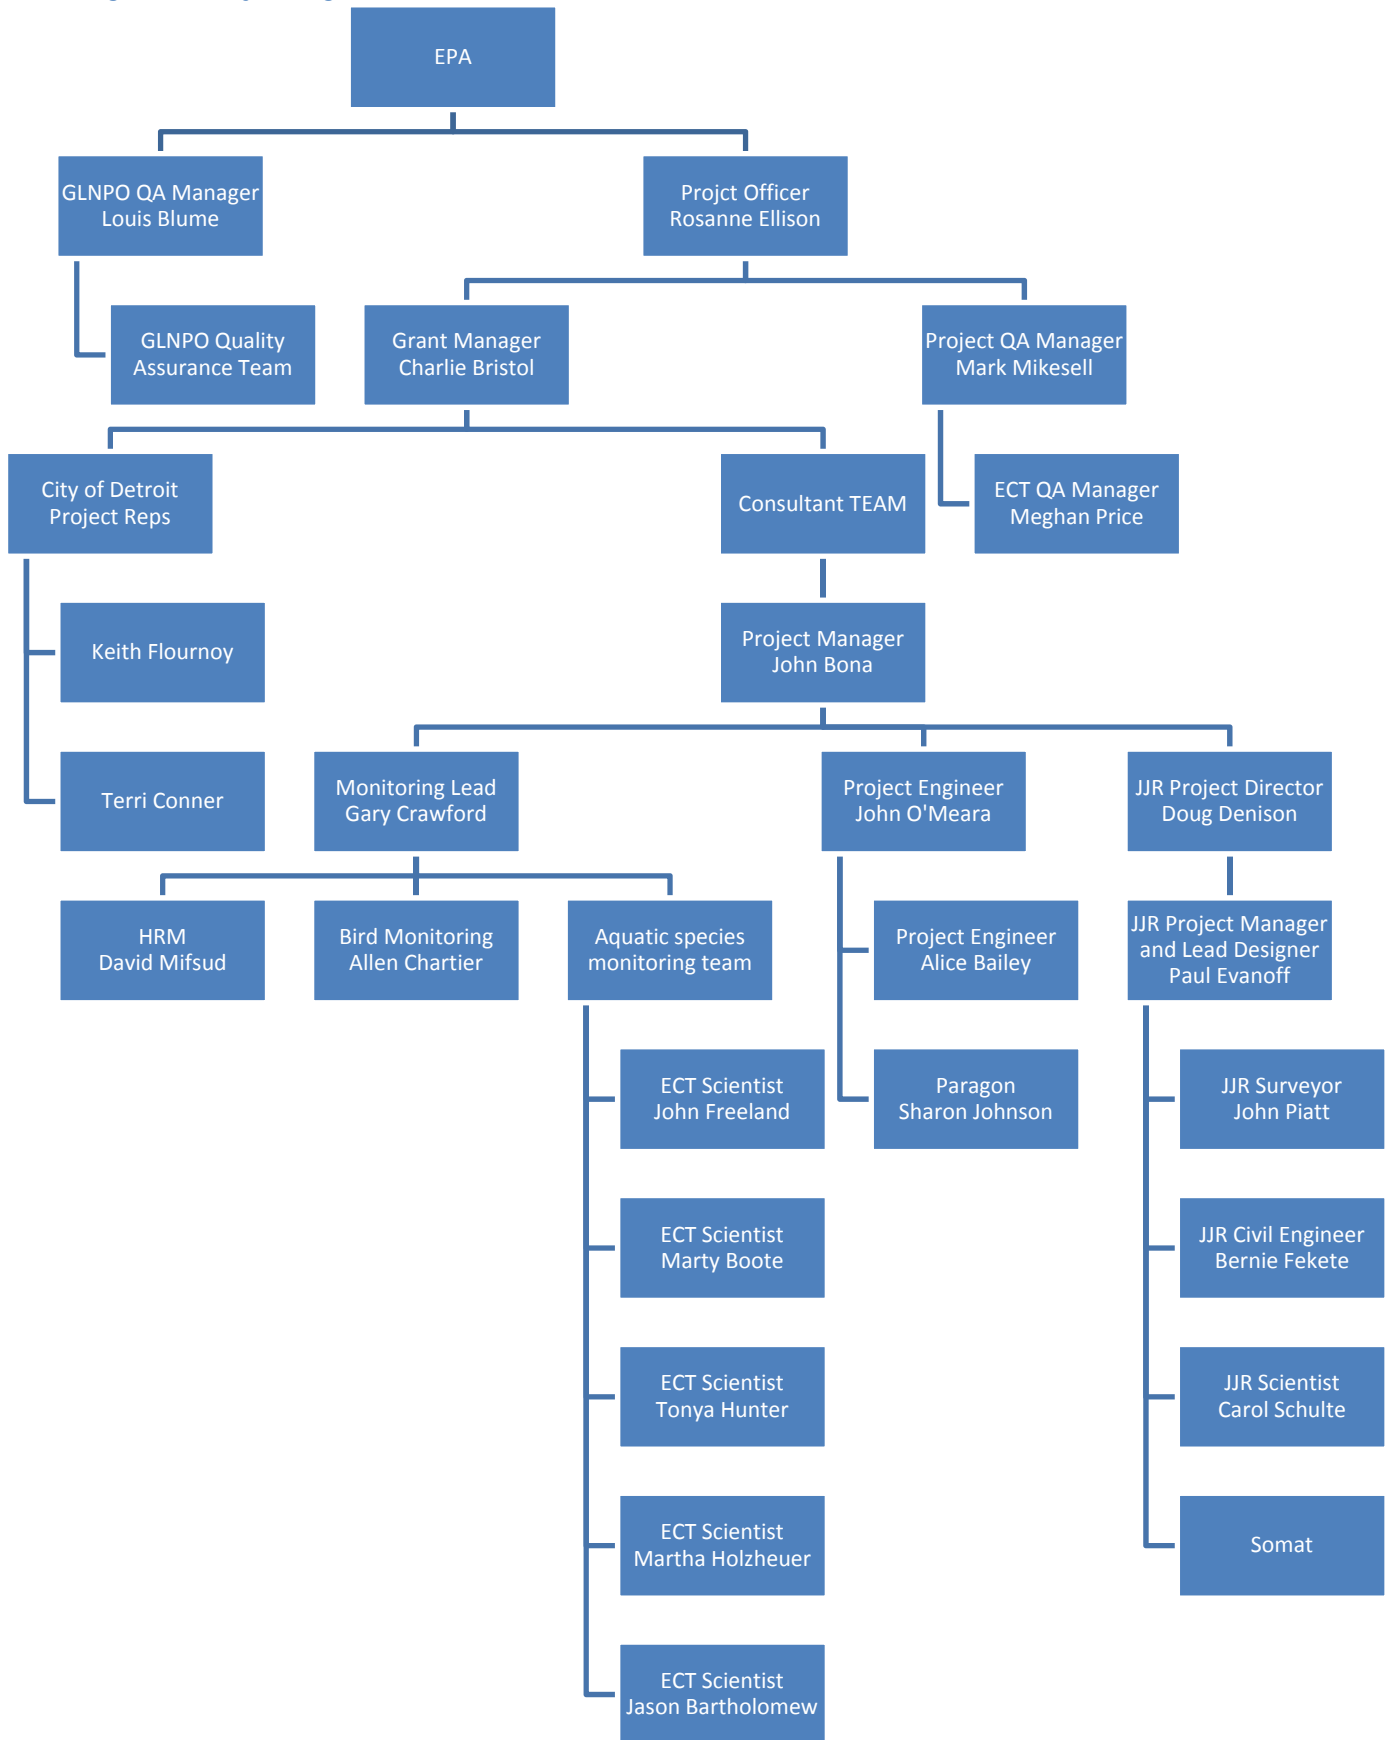 EPA
GLNPO QA Manager
Louis Blume
Projct Officer
Rosanne Ellison
GLNPO Quality
Assurance Team
Grant Manager
Charlie Bristol
Project QA Manager
Mark Mikesell
City of Detroit
Project Reps
Consultant TEAM
ECT QA Manager
Meghan Price
Keith Flournoy
Project Manager
John Bona
Terri Conner
Monitoring Lead
Gary Crawford
Project Engineer
John O'Meara
JJR Project Director
Doug Denison
HRM
David Mifsud
Bird Monitoring
Allen Chartier
Aquatic species
monitoring team
Project Engineer
Alice Bailey
JJR Project Manager
and Lead Designer
Paul Evanoff
ECT Scientist
John Freeland
Paragon
Sharon Johnson
JJR Surveyor
John Piatt
ECT Scientist
Marty Boote
JJR Civil Engineer
Bernie Fekete
ECT Scientist
Tonya Hunter
JJR Scientist
Carol Schulte
ECT Scientist
Martha Holzheuer
Somat
ECT Scientist
Jason Bartholomew